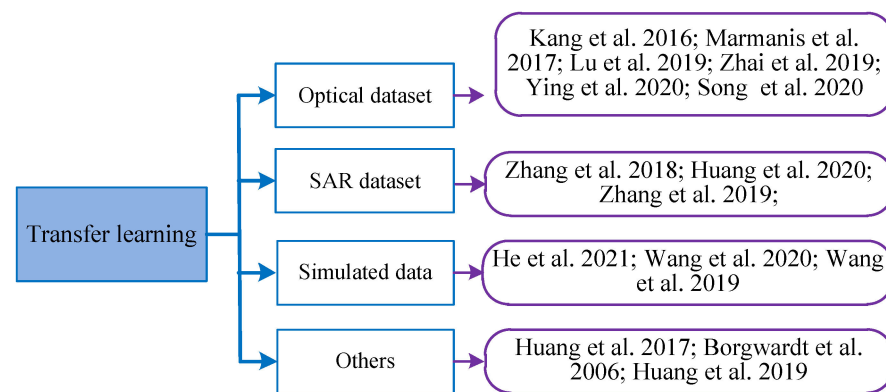 Transfer learning
Optical dataset
Kang et al. 2016; Marmanis et al.
2017; Lu et al. 2019; Zhai et al. 2019;
Ying et al. 2020; Song et al. 2020
SAR dataset
Zhang et al. 2018; Huang et al. 2020;
Zhang et al. 2019;
Simulated data
He et al. 2021; Wang et al. 2020; Wang
et al. 2019
Others
Huang et al. 2017; Borgwardt et al.
2006; Huang et al. 2019